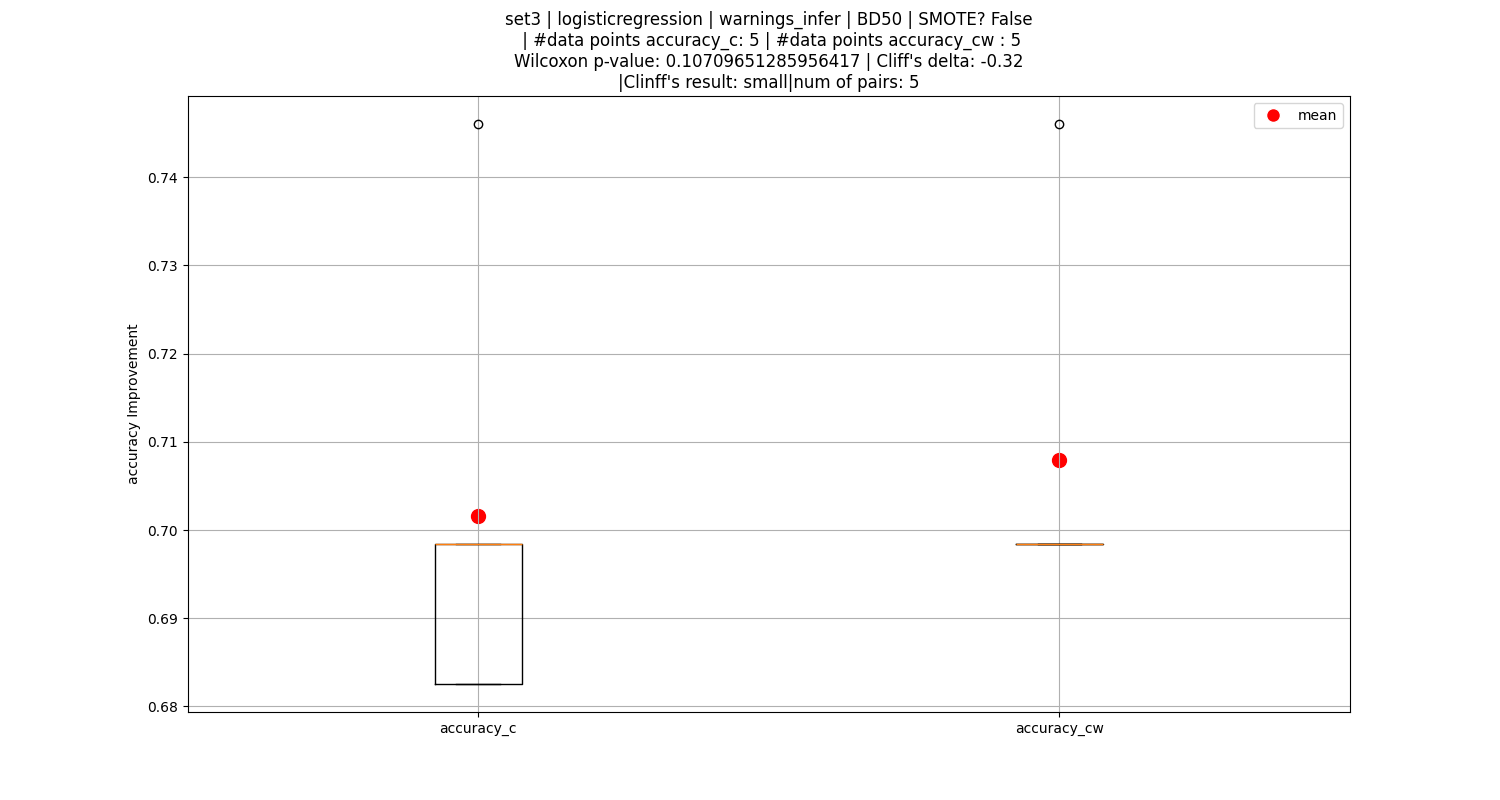 set3 | logisticregression | warnings_infer | BD50 | SMOTE? False
| #data points accuracy_c: 5 | #data points accuracy_cw : 5
Wilcoxon p-value: 0.10709651285956417 | Cliff's delta: -0.32
|Clinff's result: small|num of pairs: 5
mean
accuracy Improvement
0.74
0.73
0.72
0.71
0.70
0.69
0.68
accuracy_c
accuracy_cw